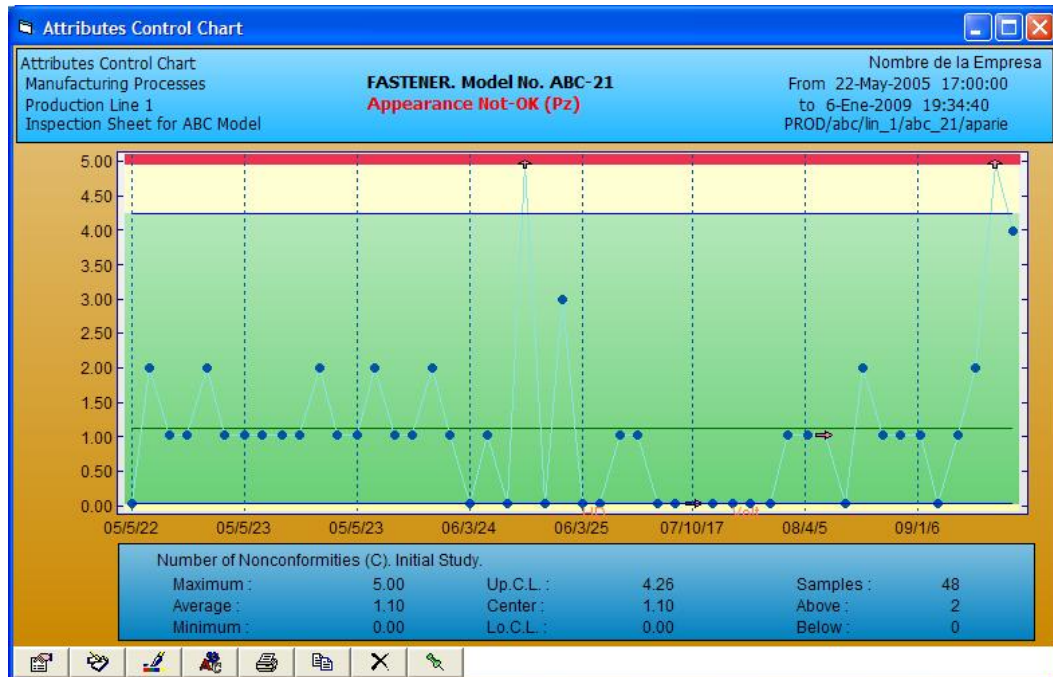 Attributes Control Chart
Attributes Control Chart
Manufacturing Processes
Production Line 1
Inspection Sheet for ABC Model
FASTENER. Model No. ABC-21
Appearance Not-OK (Pz)
Nombre de la Empresa
From 22-May-2005 17:00:00
to 6-Ene-2009 19:34:40
PROD/abc/lin_1/abc_21/aparie
5.00
4.50
4.00
3.50
3.00
2.50
2.00
1.50
1.00
0.50
0.00
05/5/22 05/5/23 05/5/23 06/3/24 06/3/25 07/10/17 08/4/5 09/1/6
Number of Nonconformities (C). Initial Study.
Maximum : 5.00 Up.C.L. : 4.26 Samples : 48
Average : 1.10 Center : 1.10 Above : 2
Minimum : 0.00 Lo.C.L. : 0.00 Below : 0